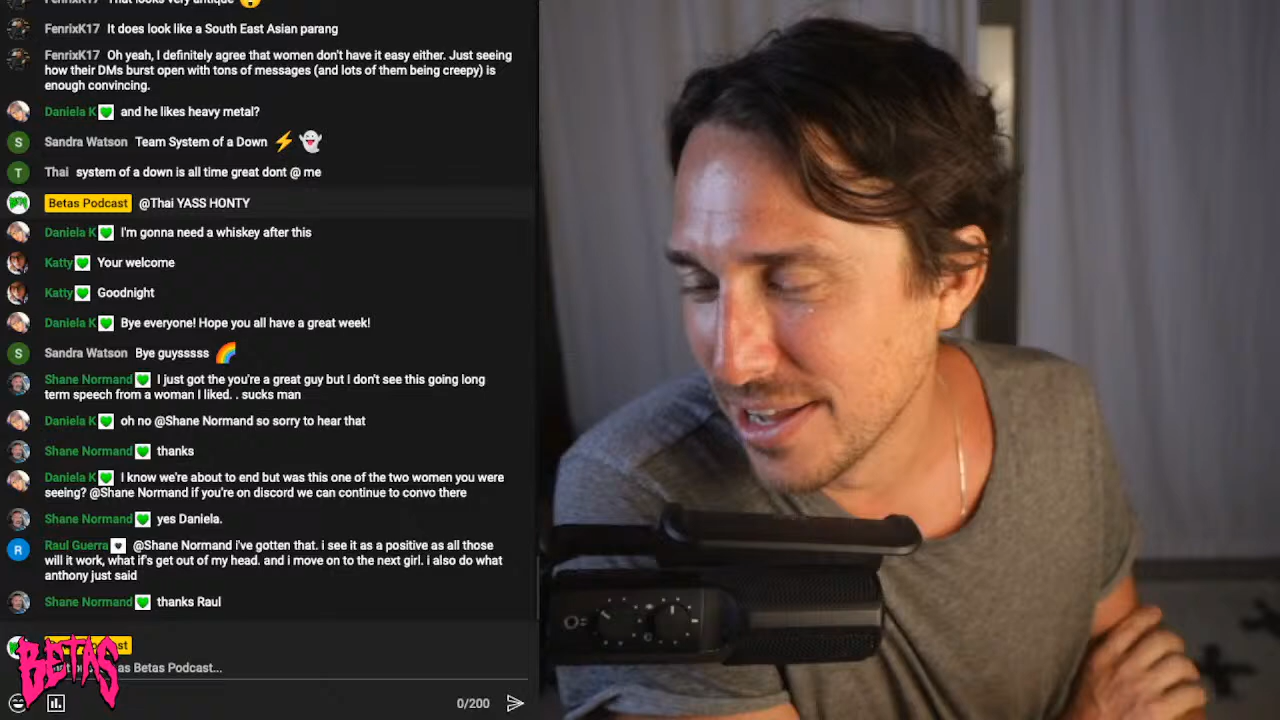 FenrixK17 That looks very antique
FenrixK17 It does look like a South East Asian parang
FenrixK17 Oh yeah, I definitely agree that women don't have it easy either. Just seeing
how their DMs burst open with tons of messages (and lots of them being creepy) is
enough convincing.
Daniela K and he likes heavy metal?
S Sandra Watson Team System of a Down
T Thai system of a down is all time great dont @ me
Betas Podcast @Thai YASS HONTY
Daniela K I'm gonna need a whiskey after this
Katty Your welcome
Katty Goodnight
Daniela K Bye everyone! Hope you all have a great week!
S Sandra Watson Bye guysssss
Shane Normand I just got the you're a great guy but I don't see this going long
term speech from a woman I liked. . sucks man
Daniela K oh no @Shane Normand so sorry to hear that
Shane Normand thanks
Daniela K I know we're about to end but was this one of the two women you were
seeing? @Shane Normand if you're on discord we can continue to convo there
Shane Normand yes Daniela.
R Raul Guerra @Shane Normand i've gotten that. i see it as a positive as all those
will it work, what if's get out of my head. and i move on to the next girl. i also do what
anthony just said
Shane Normand thanks Raul
BETAS
as Betas Podcast...
0/200